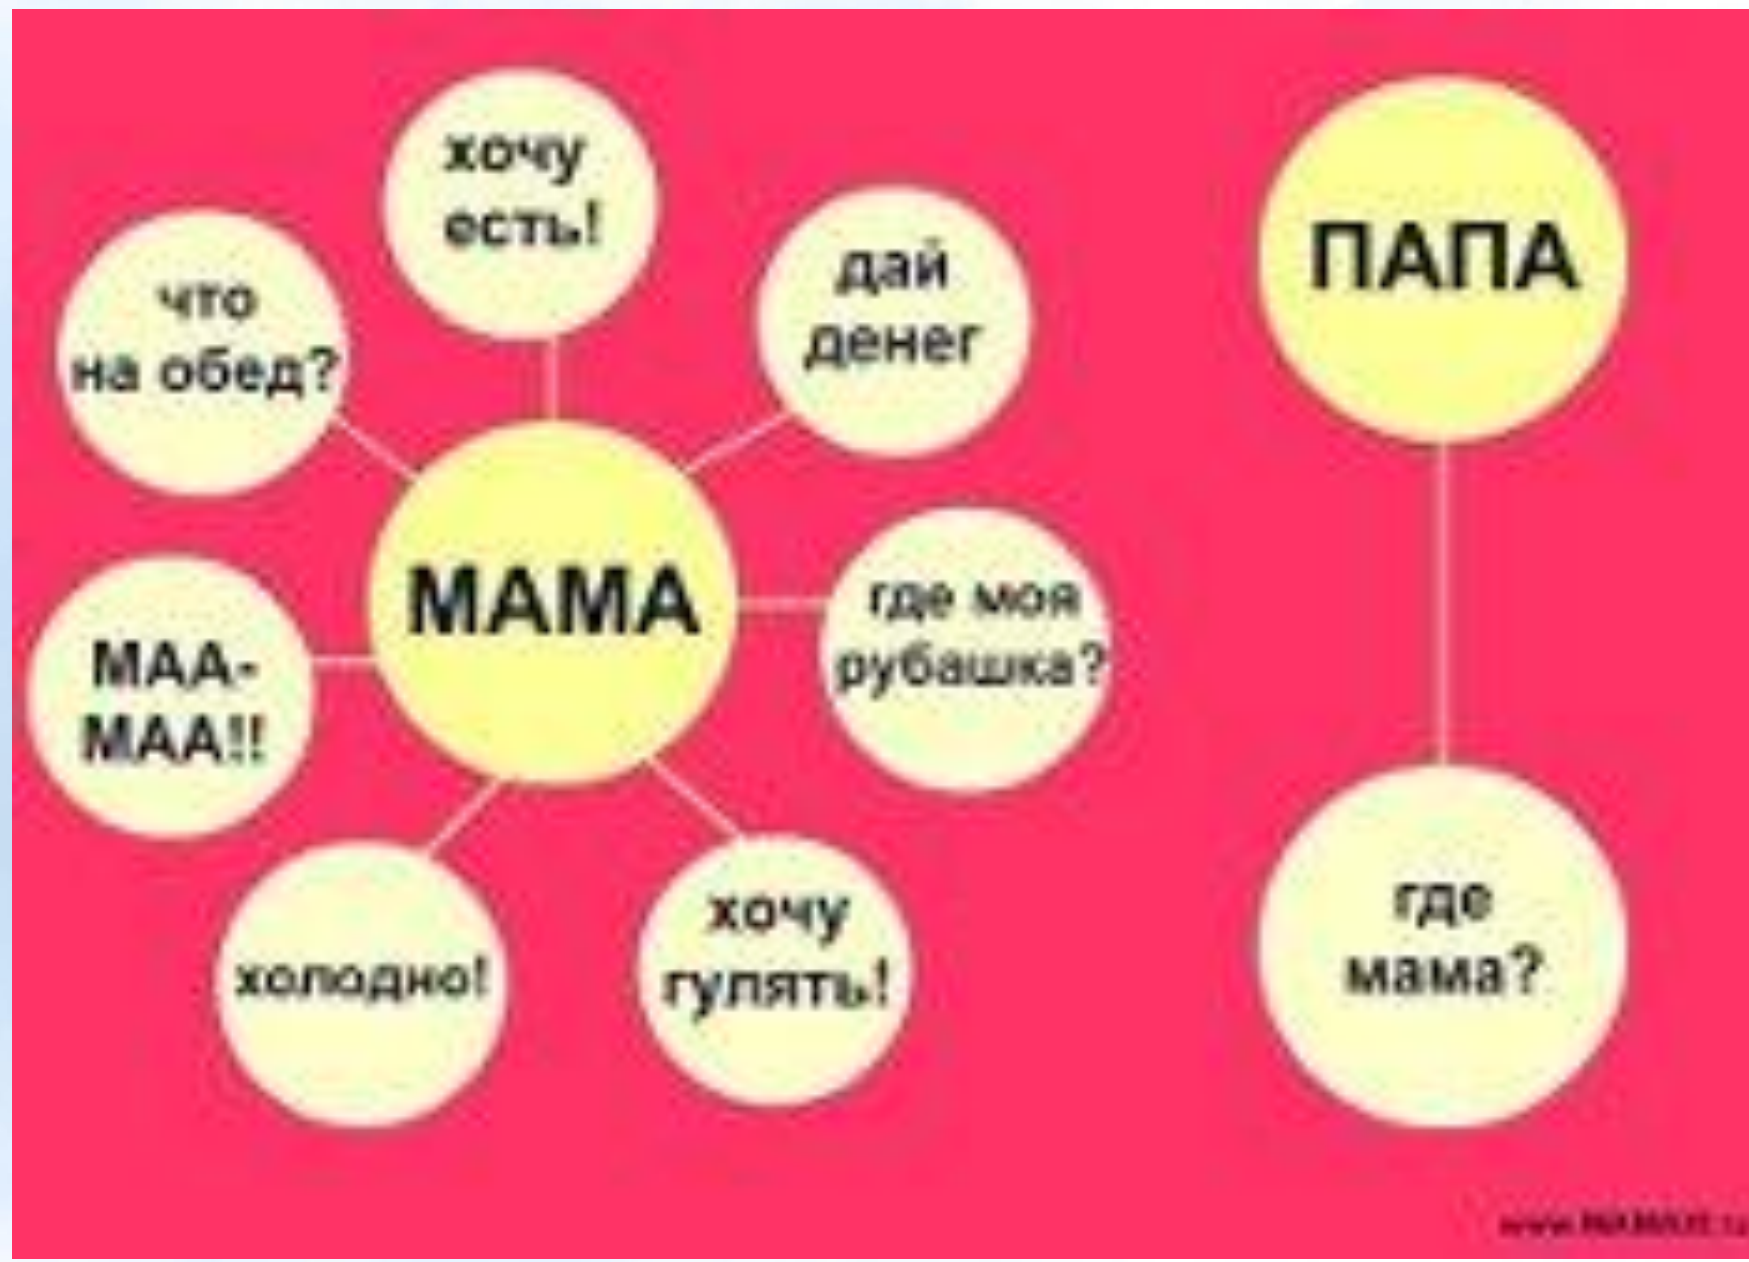 хочу
есть!
дай
денег
что
на обед?
МАМА
где моя
рубашка?
МАА-
МАА!!
холодно!
хочу
гулять!
ПАПА
где
мама?